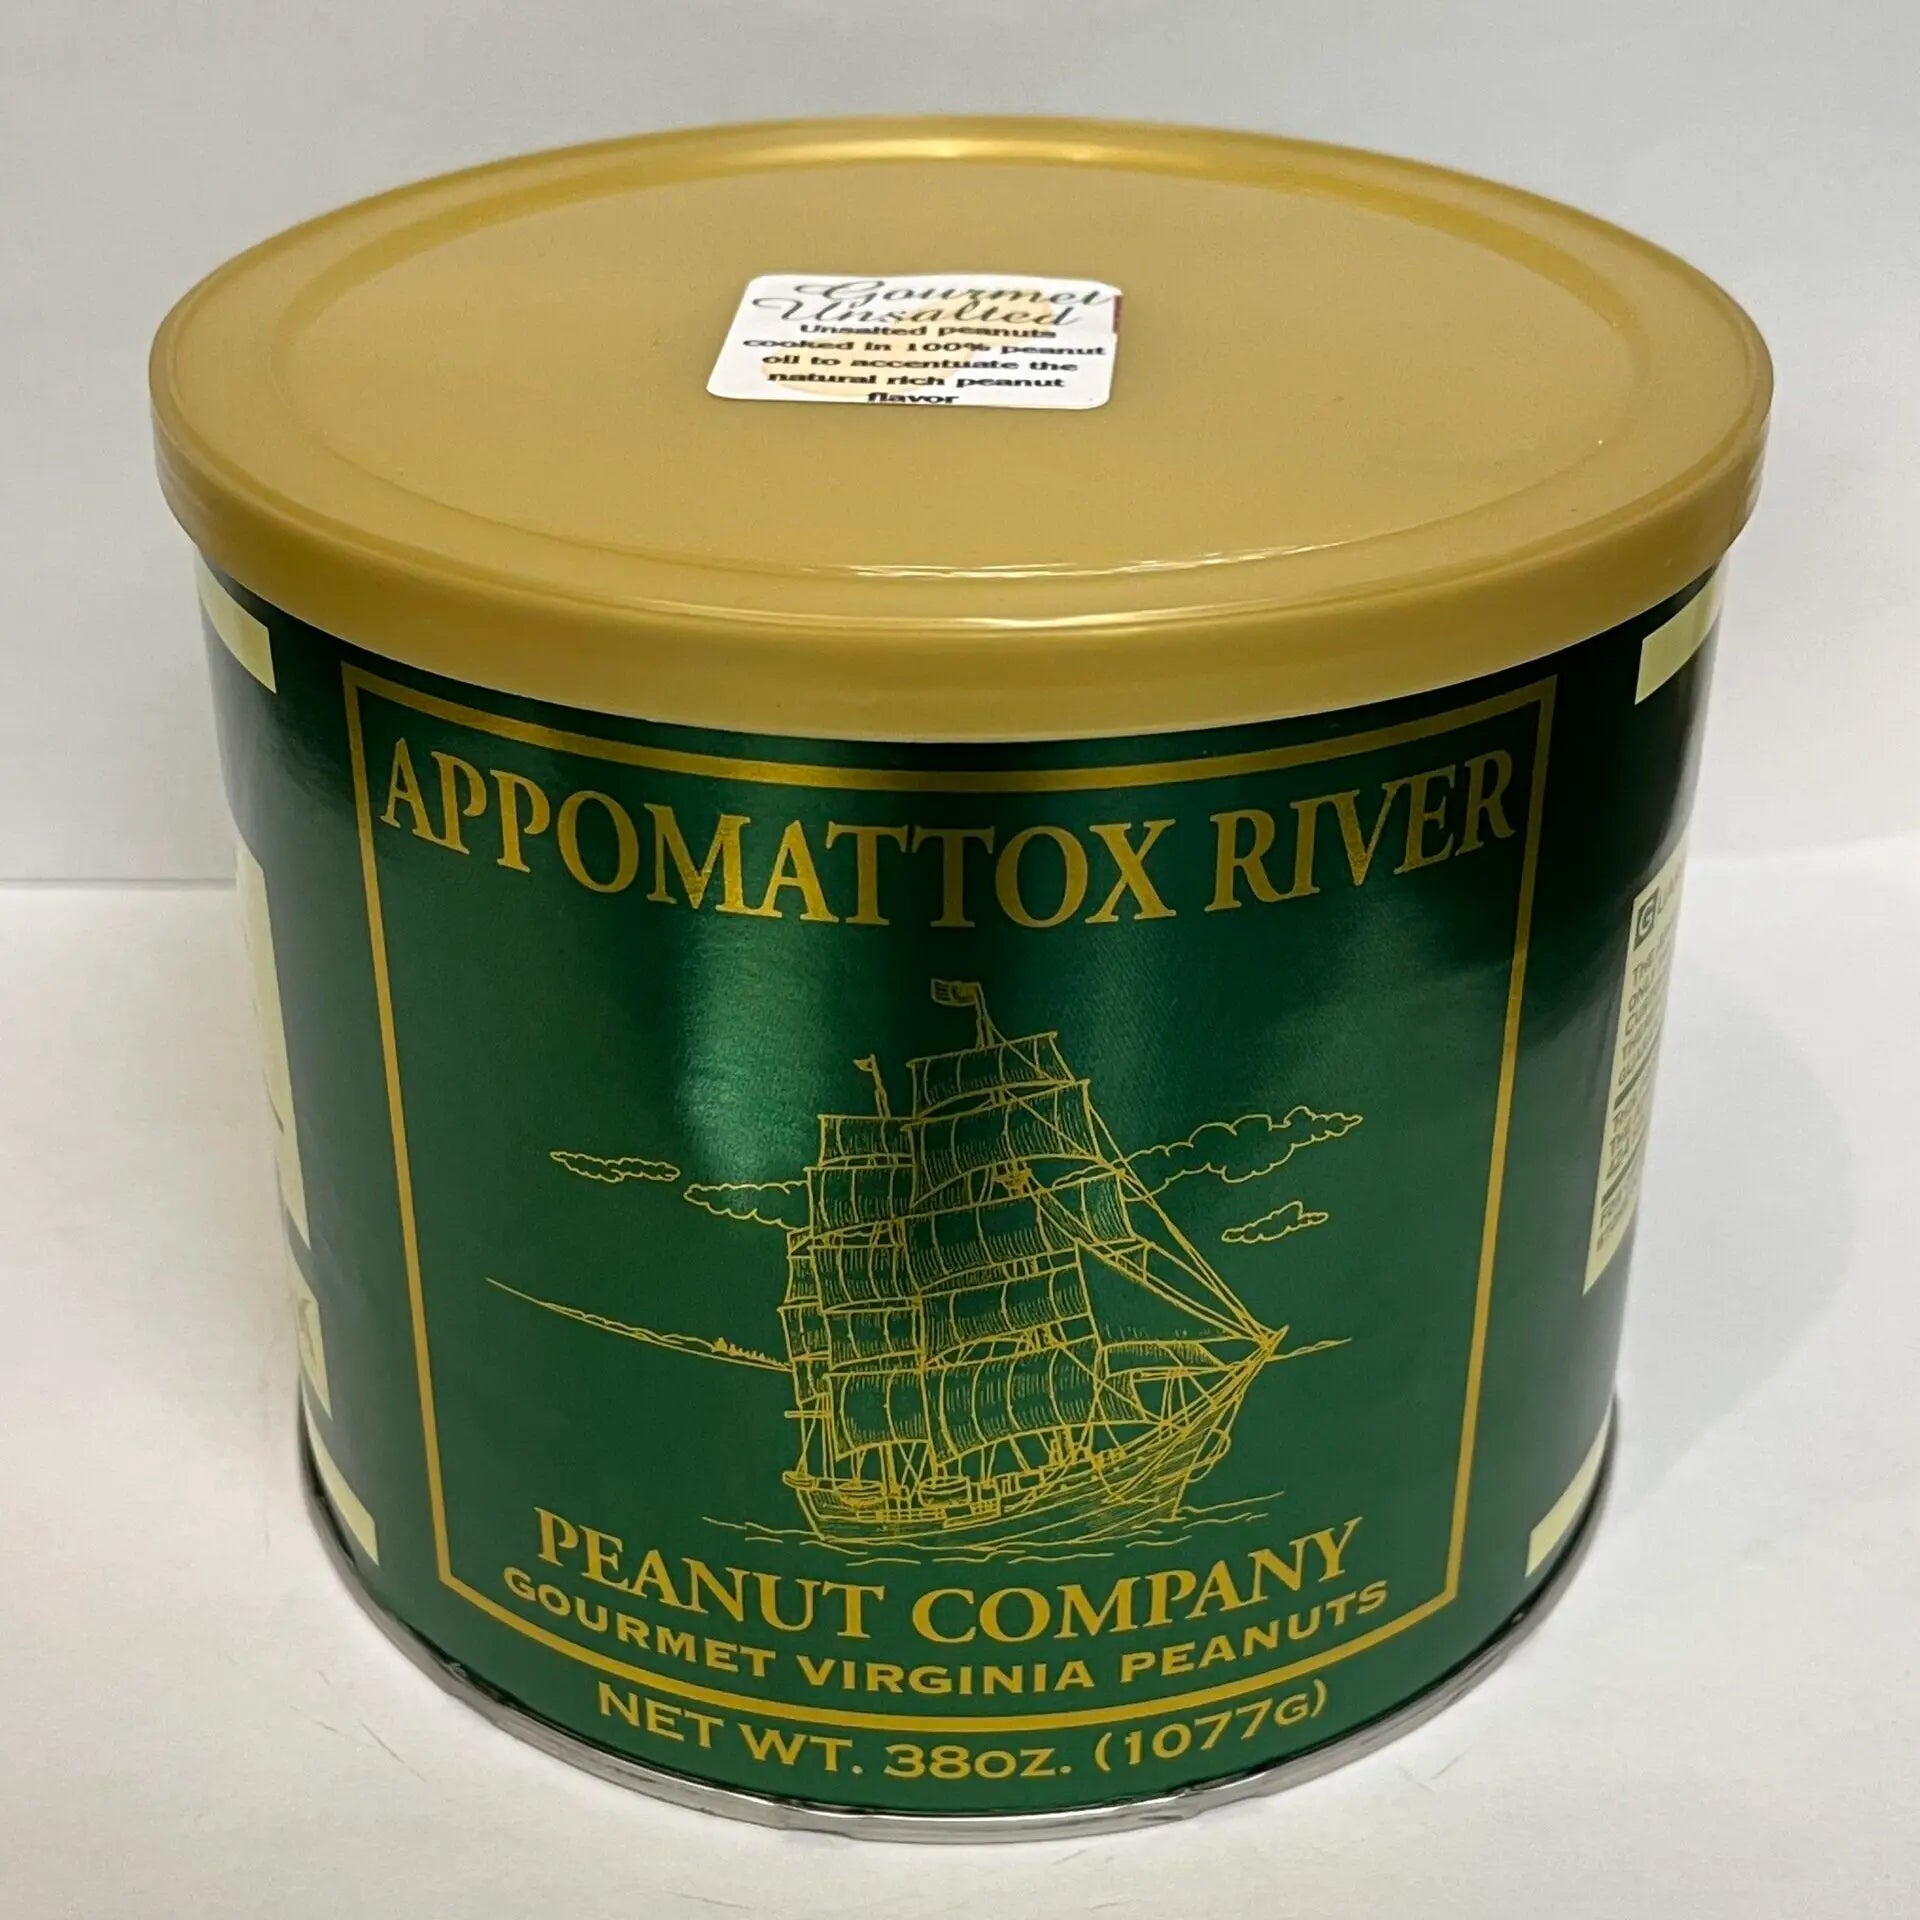 Gourmet
Unsalted
Unsalted peanuts
cooked in 100% peanut
oil to accentuate the
natural rich peanut
flavor
APPOMATTOX RIVER
PEANUT COMPANY
GOURMET VIRGINIA PEANUTS
NET WT. 38OZ. (1077G)